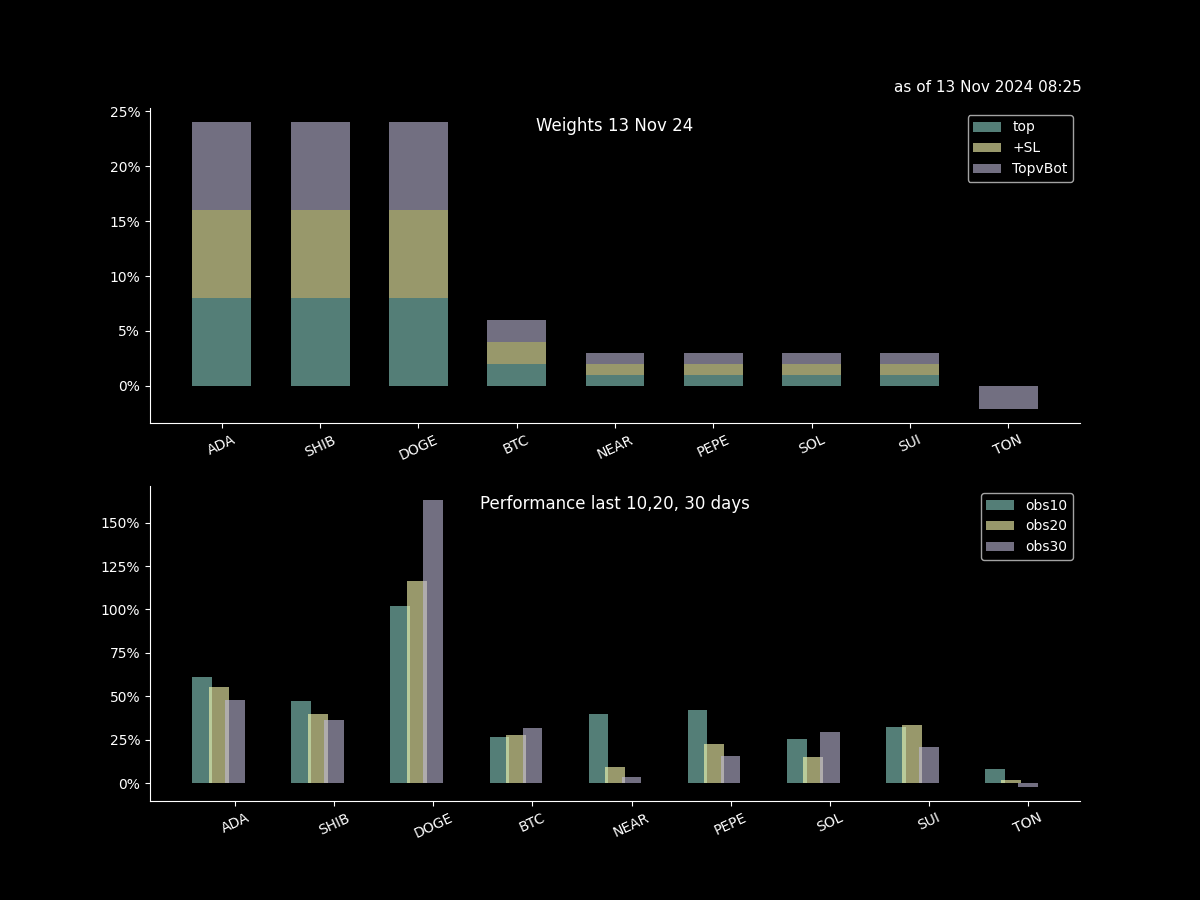 as of 13 Nov 2024 08:25
Weights 13 Nov 24
25%
20%
15%
10%
5%
0%
top
+SL
TopvBot
ADA SHIB DOGE BTC NEAR PEPE SOL SUI TON
Performance last 10,20, 30 days
150%
125%
100%
75%
50%
25%
0%
obs10
obs20
obs30
ADA SHIB DOGE BTC NEAR PEPE SOL SUI TON